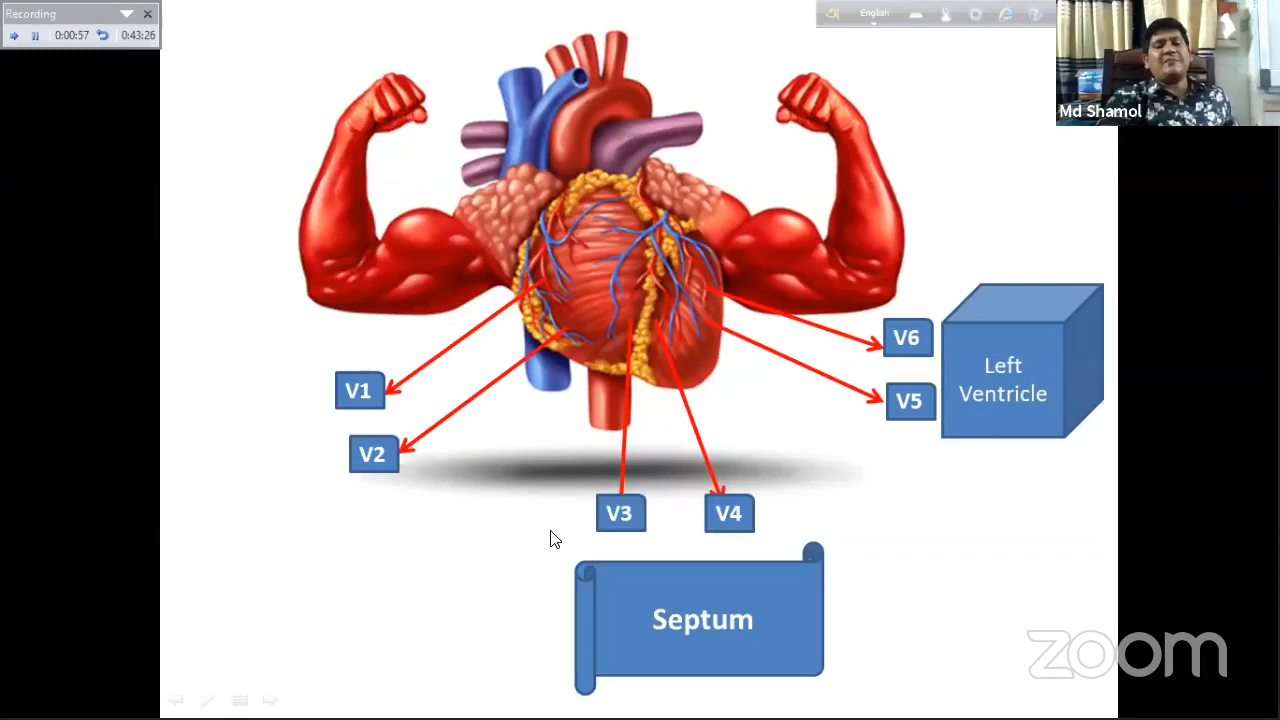 Recording
0:00:57
0:43:26
English
Md Shamol
V1
V2
V3
V4
V5
V6
Left
Ventricle
Septum
zoom